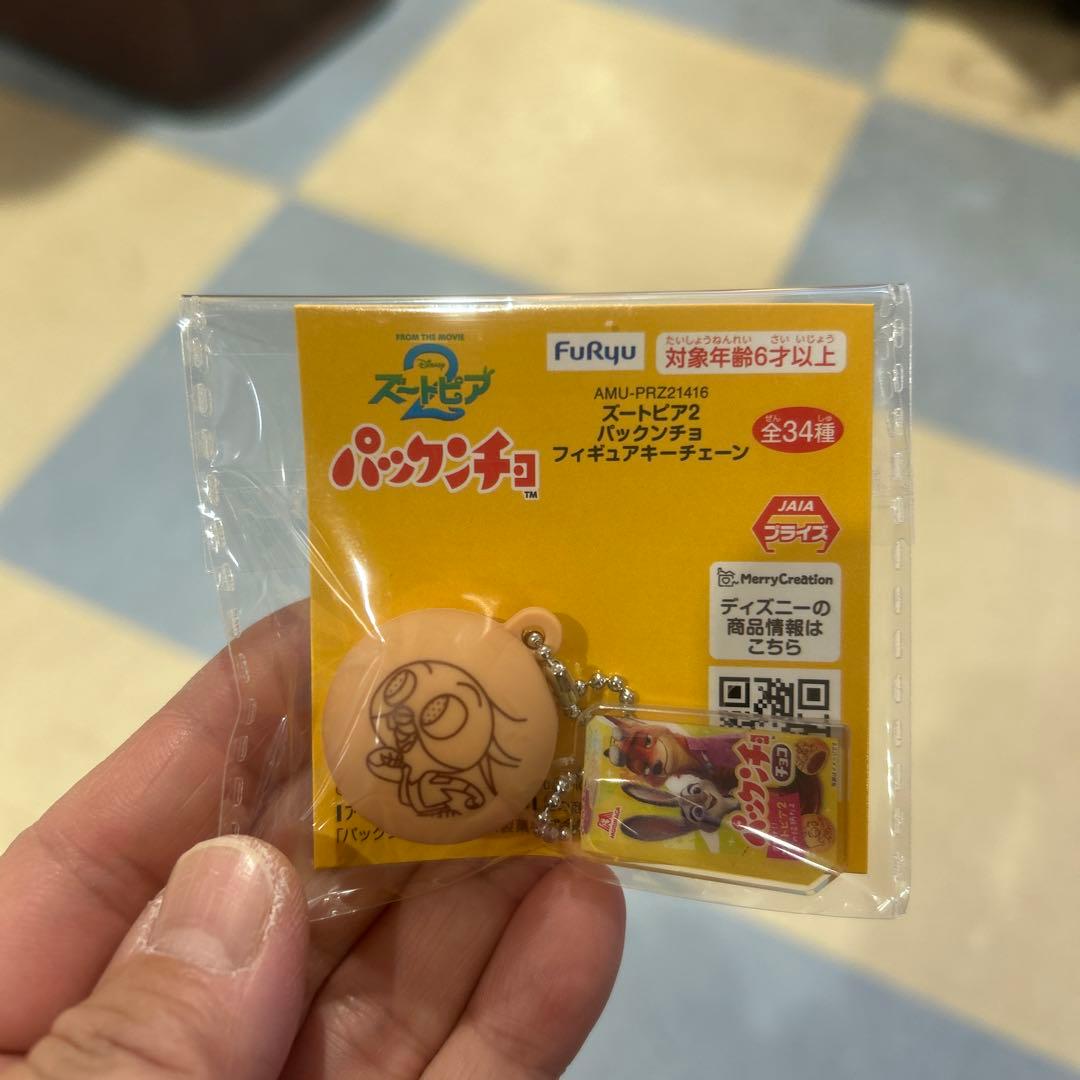 FROM THE MOVIE
Disney
ズートピア
2
パックンチョ
TM
FuRyu
たいしょうねんれい さい いじょう
対象年齢6才以上
AMU-PRZ21416
ズートピア2
パックンチョ
フィギュアキーチェーン
ぜん しゅ
全34種
JAIA
プライズ
MerryCreation
ディズニーの
商品情報は
こちら
パックンチョ
チョコ
MORINAGA
「パックン